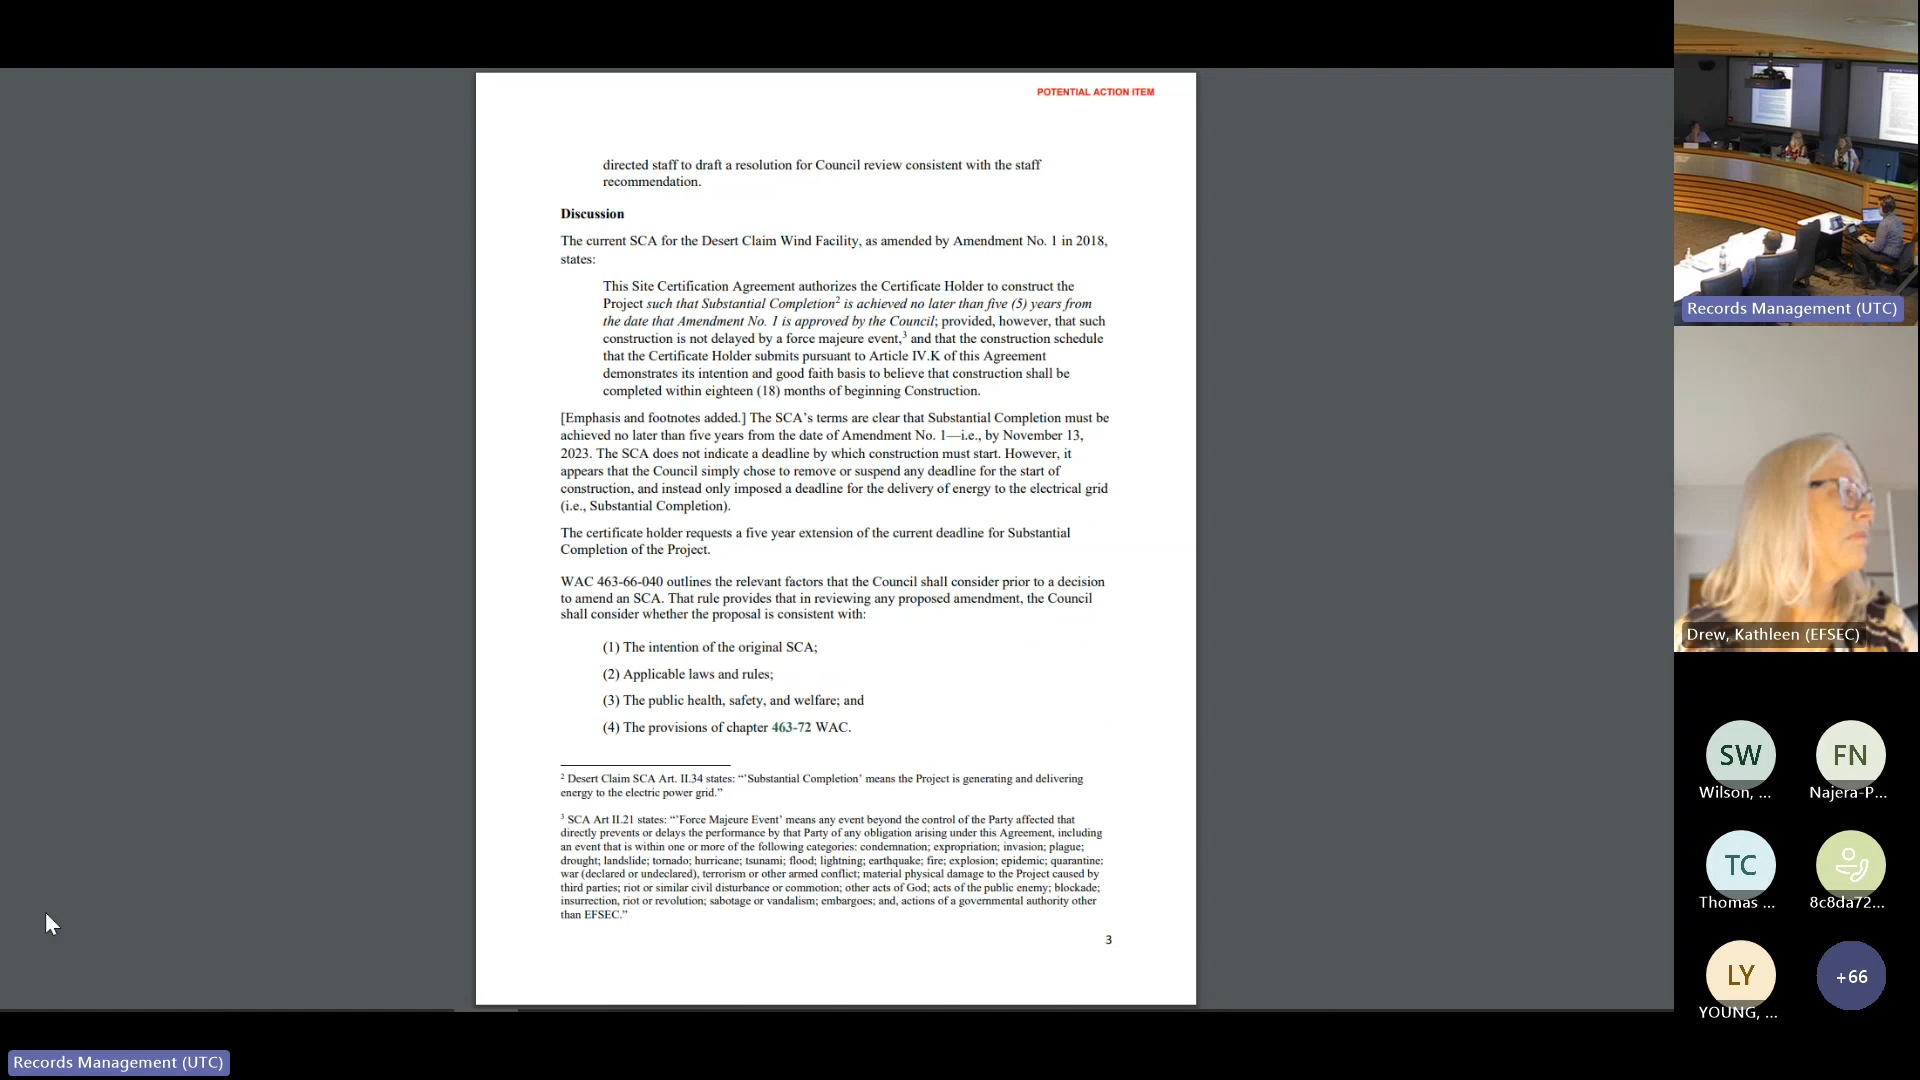 POTENTIAL ACTION ITEM
directed staff to draft a resolution for Council review consistent with the staff
recommendation.
Discussion
The current SCA for the Desert Claim Wind Facility, as amended by Amendment No. 1 in 2018,
states:
This Site Certification Agreement authorizes the Certificate Holder to construct the
Project such that Substantial Completion2 is achieved no later than five (5) years from
the date that Amendment No. 1 is approved by the Council; provided, however, that such
construction is not delayed by a force majeure event,3 and that the construction schedule
that the Certificate Holder submits pursuant to Article IV.K of this Agreement
demonstrates its intention and good faith basis to believe that construction shall be
completed within eighteen (18) months of beginning Construction.
[Emphasis and footnotes added.] The SCA's terms are clear that Substantial Completion must be
achieved no later than five years from the date of Amendment No. 1—i.e., by November 13,
2023. The SCA does not indicate a deadline by which construction must start. However, it
appears that the Council simply chose to remove or suspend any deadline for the start of
construction, and instead only imposed a deadline for the delivery of energy to the electrical grid
(i.e., Substantial Completion).
The certificate holder requests a five year extension of the current deadline for Substantial
Completion of the Project.
WAC 463-66-040 outlines the relevant factors that the Council shall consider prior to a decision
to amend an SCA. That rule provides that in reviewing any proposed amendment, the Council
shall consider whether the proposal is consistent with:
(1) The intention of the original SCA;
(2) Applicable laws and rules;
(3) The public health, safety, and welfare; and
(4) The provisions of chapter 463-72 WAC.
2 Desert Claim SCA Art. II.34 states: "'Substantial Completion' means the Project is generating and delivering
energy to the electric power grid."
3 SCA Art II.21 states: "'Force Majeure Event' means any event beyond the control of the Party affected that
directly prevents or delays the performance by that Party of any obligation arising under this Agreement, including
an event that is within one or more of the following categories: condemnation; expropriation; invasion; plague;
drought; landslide; tornado; hurricane; tsunami; flood; lightning; earthquake; fire; explosion; epidemic; quarantine;
war (declared or undeclared), terrorism or other armed conflict; material physical damage to the Project caused by
third parties; riot or similar civil disturbance or commotion; other acts of God; acts of the public enemy; blockade;
insurrection, riot or revolution; sabotage or vandalism; embargoes; and, actions of a governmental authority other
than EFSEC."
3
Records Management (UTC)
Drew, Kathleen (EFSEC)
SW
Wilson, ...
FN
Najera-P...
TC
Thomas ...
8c8da72...
LY
YOUNG, ...
+66
Records Management (UTC)